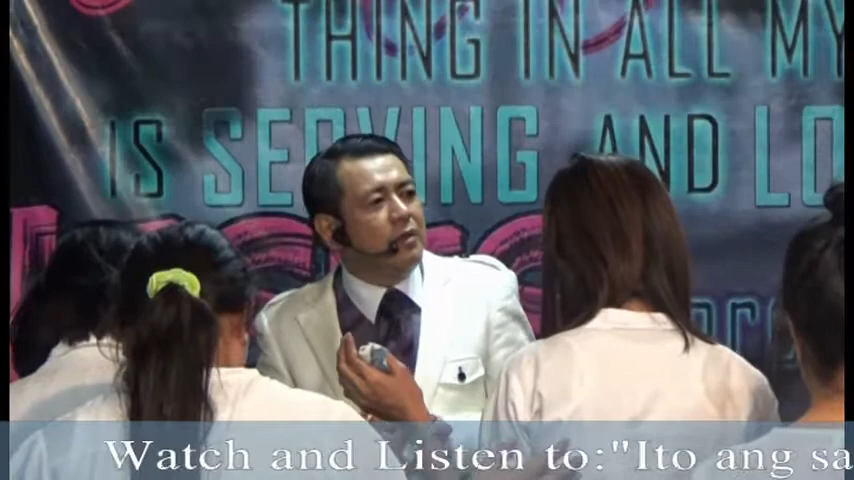 THING IN ALL MY
IS SERVING AND LO
Watch and Listen to:"Ito ang sa